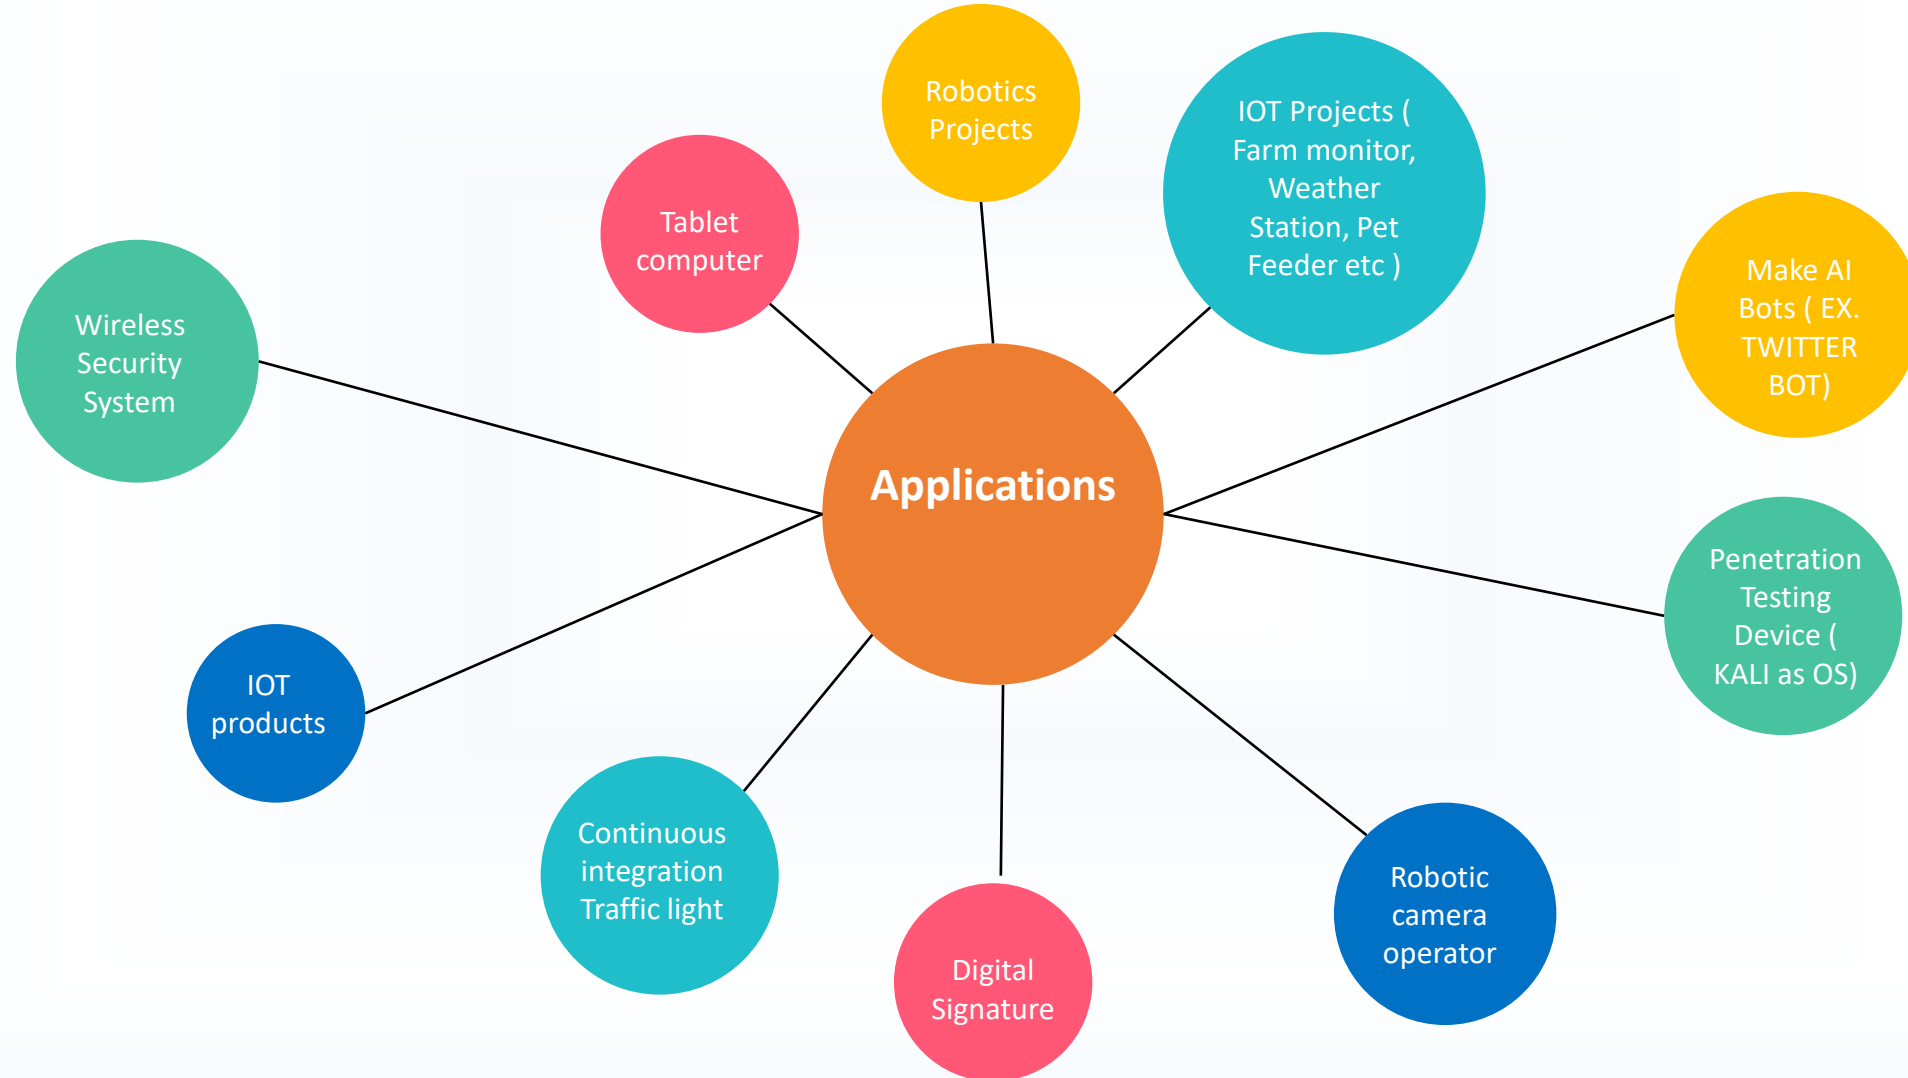 Robotics
Projects
IOT Projects (
Farm monitor,
Weather
Station, Pet
Feeder etc )
Tablet
computer
Make AI
Bots ( EX.
TWITTER
BOT)
Wireless
Security
System
Applications
Penetration
Testing
Device (
KALI as OS)
IOT
products
Continuous
integration
Traffic light
Robotic
camera
operator
Digital
Signature